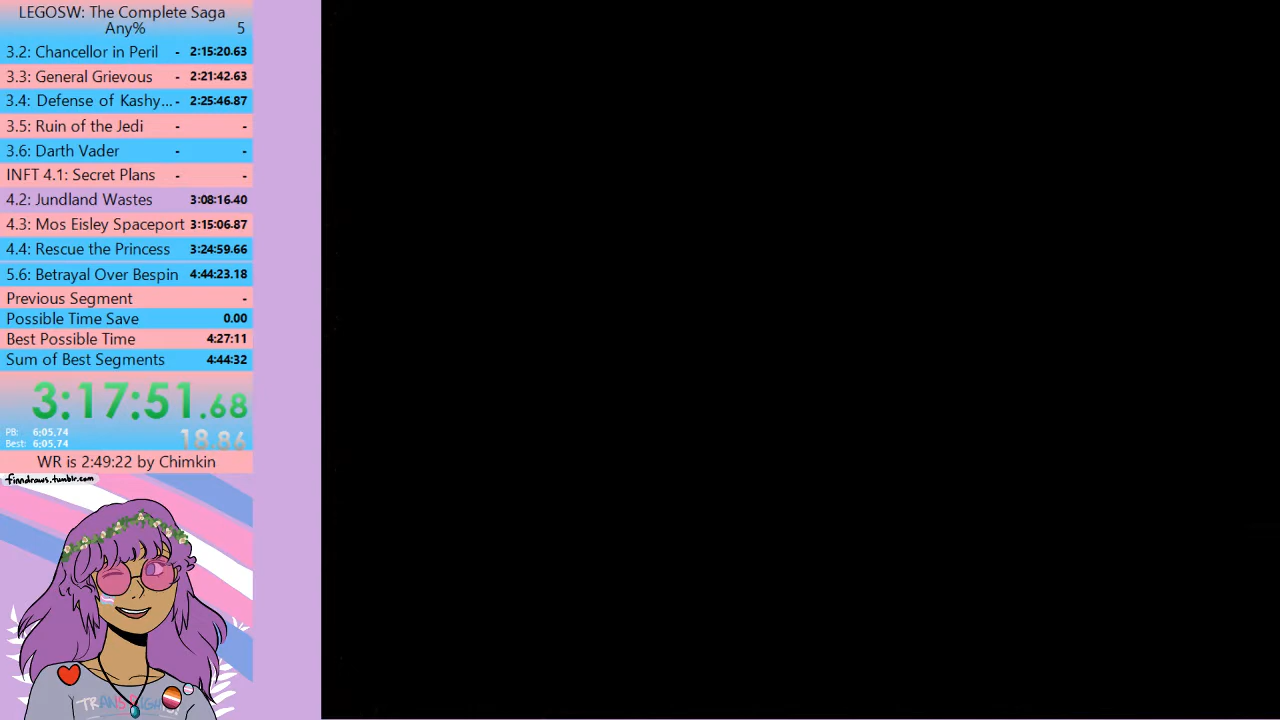 LEGOSW: The Complete Saga
Any% 5
3.2: Chancellor in Peril - 2:15:20.63
3.3: General Grievous - 2:21:42.63
3.4: Defense of Kashy... - 2:25:46.87
3.5: Ruin of the Jedi - -
3.6: Darth Vader - -
INFT 4.1: Secret Plans - -
4.2: Jundland Wastes 3:08:16.40
4.3: Mos Eisley Spaceport 3:15:06.87
4.4: Rescue the Princess 3:24:59.66
5.6: Betrayal Over Bespin 4:44:23.18
Previous Segment -
Possible Time Save 0.00
Best Possible Time 4:27:11
Sum of Best Segments 4:44:32
3:17:51.68
PB: 6:05.74
Best: 6:05.74
18.86
WR is 2:49:22 by Chimkin
finndraws.tumblr.com